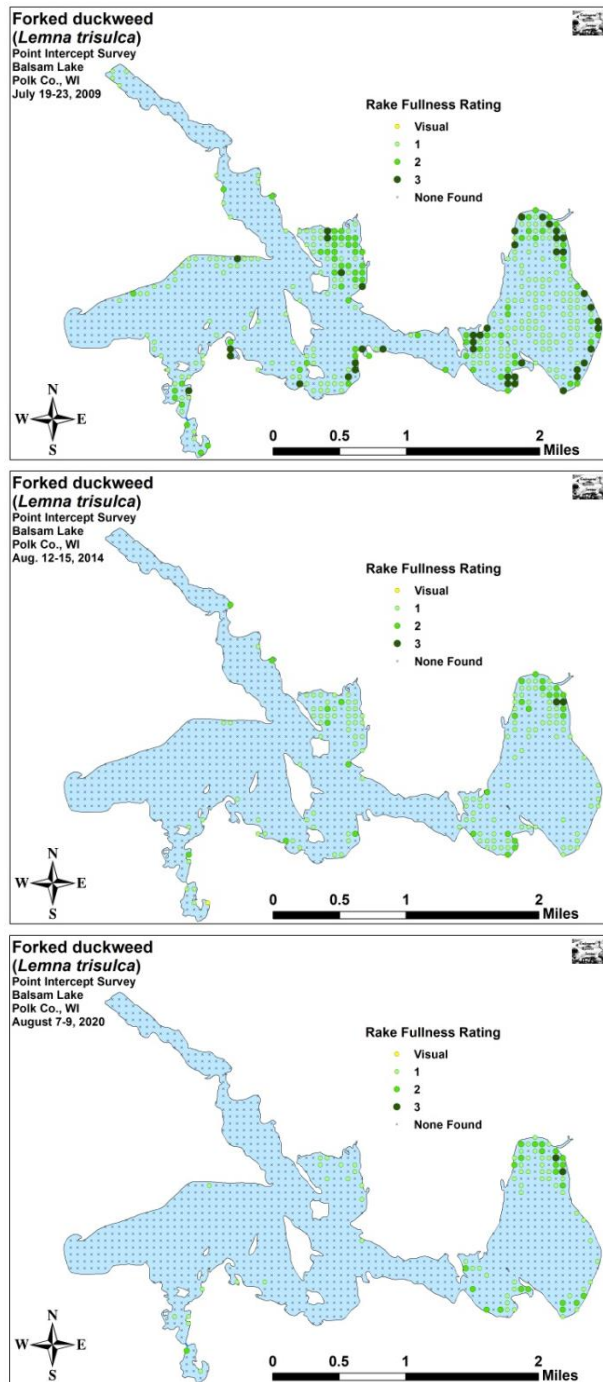 Forked duckweed
(Lemna trisulca)
Point Intercept Survey
Balsam Lake
Polk Co., WI
July 19-23, 2009
Rake Fullness Rating
Visual
1
2
3
None Found
N
W E
S
0 0.5 1 2
Miles
Forked duckweed
(Lemna trisulca)
Point Intercept Survey
Balsam Lake
Polk Co., WI
Aug. 12-15, 2014
Rake Fullness Rating
Visual
1
2
3
None Found
N
W E
S
0 0.5 1 2
Miles
Forked duckweed
(Lemna trisulca)
Point Intercept Survey
Balsam Lake
Polk Co., WI
August 7-9, 2020
Rake Fullness Rating
Visual
1
2
3
None Found
N
W E
S
0 0.5 1 2
Miles